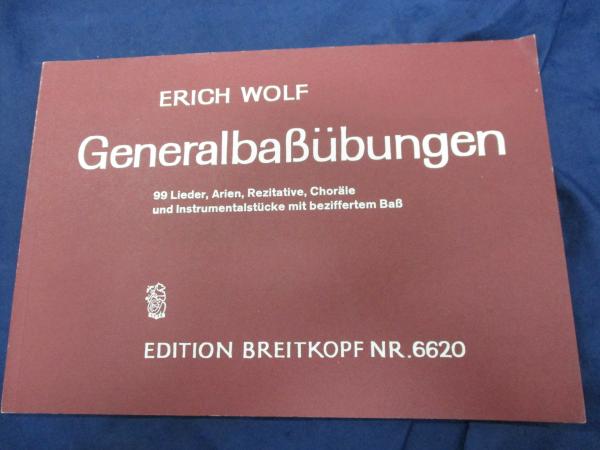 ERICH WOLF
Generalbaßübungen
99 Lieder, Arien, Rezitative, Choräle
und Instrumentalstücke mit beziffertem Baß
EDITION BREITKOPF NR.6620